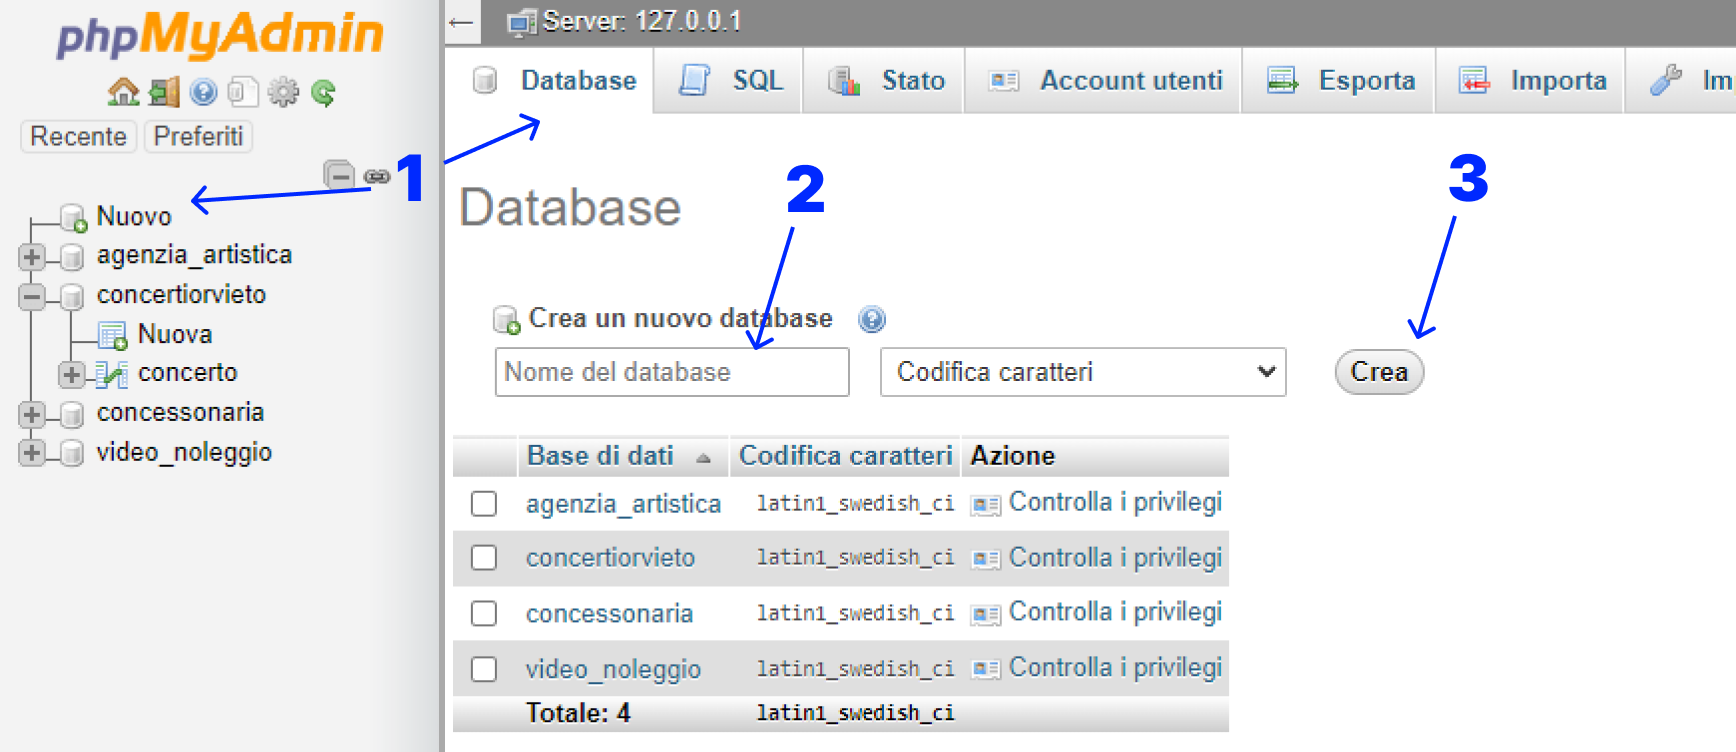 phpMyAdmin
Recente Preferiti
Nuovo
agenzia_artistica
concertiorvieto
Nuova
concerto
concessonaria
video_noleggio
1
← Server: 127.0.0.1
Database SQL Stato Account utenti Esporta Importa Im
2
3
Database
Crea un nuovo database
Nome del database Codifica caratteri Crea
Base di dati Codifica caratteri Azione
agenzia_artistica latin1_swedish_ci Controlla i privilegi
concertiorvieto latin1_swedish_ci Controlla i privilegi
concessonaria latin1_swedish_ci Controlla i privilegi
video_noleggio latin1_swedish_ci Controlla i privilegi
Totale: 4 latin1_swedish_ci